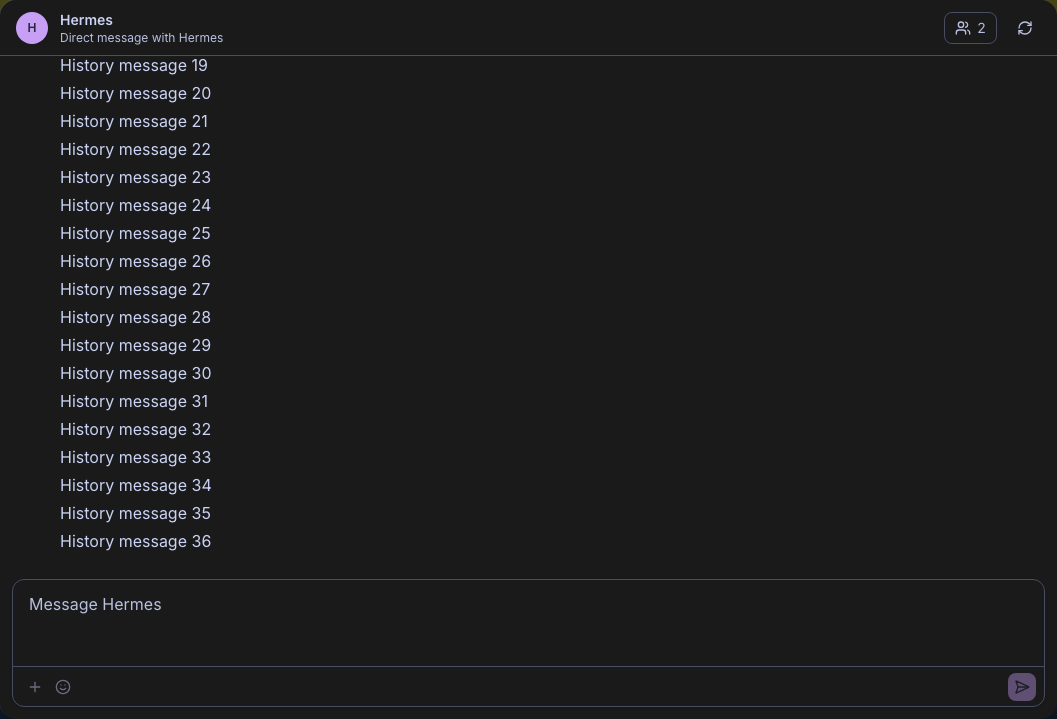 H
Hermes
Direct message with Hermes
2
History message 19
History message 20
History message 21
History message 22
History message 23
History message 24
History message 25
History message 26
History message 27
History message 28
History message 29
History message 30
History message 31
History message 32
History message 33
History message 34
History message 35
History message 36
Message Hermes